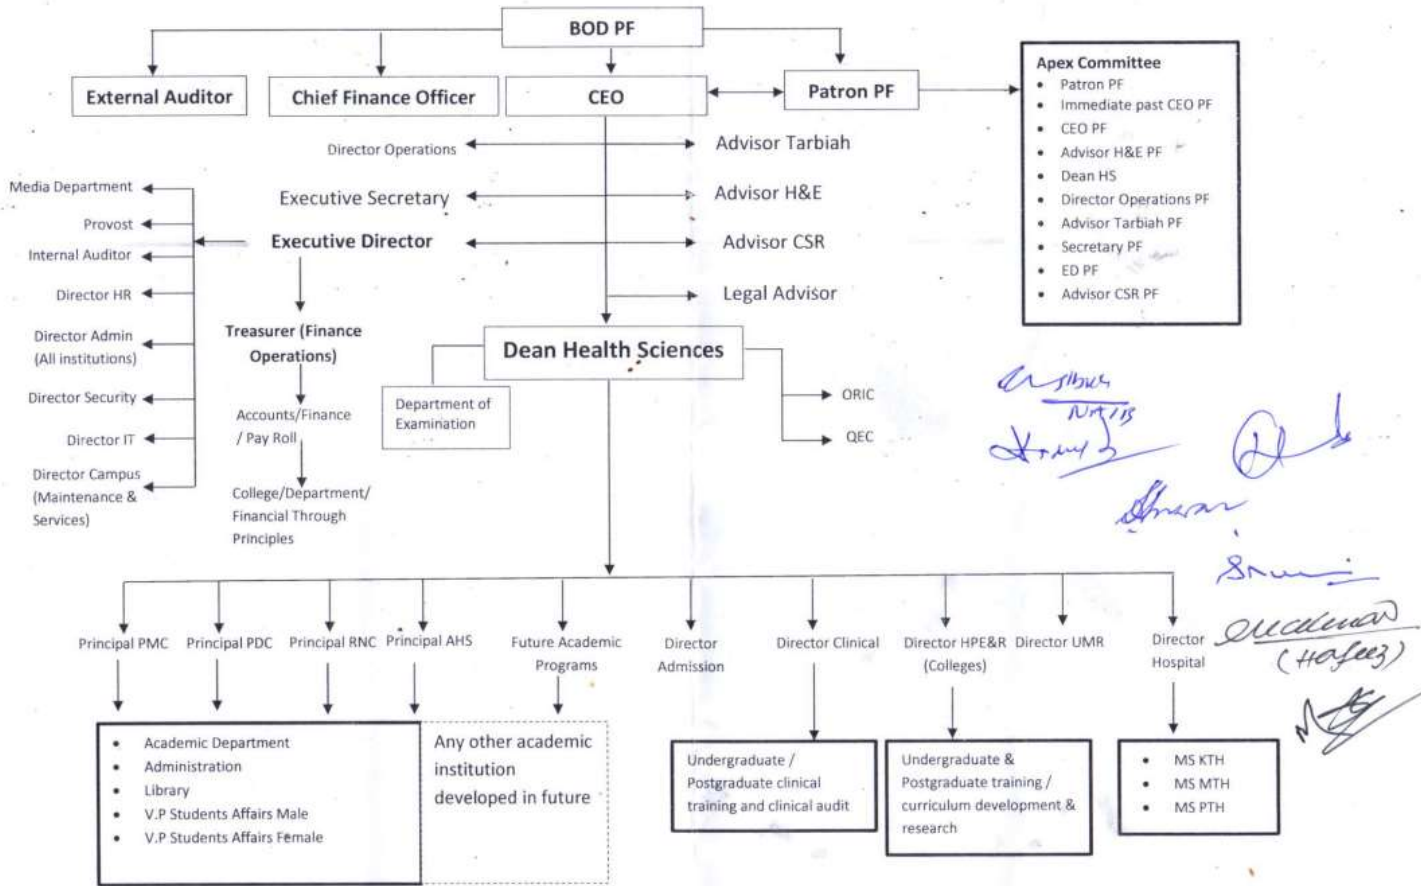 BOD PF
External Auditor
Chief Finance Officer
CEO
Patron PF
Apex Committee
• Patron PF
• Immediate past CEO PF
• CEO PF
• Advisor H&E PF
• Dean HS
• Director Operations PF
• Advisor Tarbiah PF
• Secretary PF
• ED PF
• Advisor CSR PF
Director Operations
Advisor Tarbiah
Executive Secretary
Advisor H&E
Executive Director
Advisor CSR
Legal Advisor
Media Department
Provost
Internal Auditor
Director HR
Director Admin
(All institutions)
Director Security
Director IT
Director Campus
(Maintenance &
Services)
Treasurer (Finance
Operations)
Accounts/Finance
/ Pay Roll
College/Department/
Financial Through
Principles
Dean Health Sciences
Department of
Examination
ORIC
QEC
Principal PMC
Principal PDC
Principal RNC
Principal AHS
Future Academic
Programs
Director
Admission
Director Clinical
Director HPE&R
(Colleges)
Director UMR
Director
Hospital
(Hafeez)
• Academic Department
• Administration
• Library
• V.P Students Affairs Male
• V.P Students Affairs Female
Any other academic
institution
developed in future
Undergraduate /
Postgraduate clinical
training and clinical audit
Undergraduate &
Postgraduate training /
curriculum development &
research
• MS KTH
• MS MTH
• MS PTH